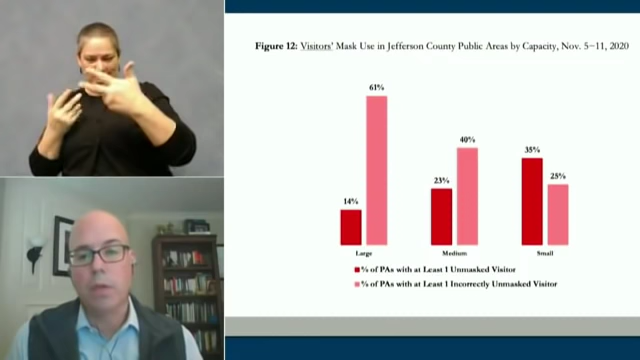 Figure 12: Visitors' Mask Use in Jefferson County Public Areas by Capacity, Nov. 5–11, 2020
61%
40%
35%
25%
23%
14%
Large Medium Small
% of PAs with at Least 1 Unmasked Visitor
% of PAs with at Least 1 Incorrectly Unmasked Visitor